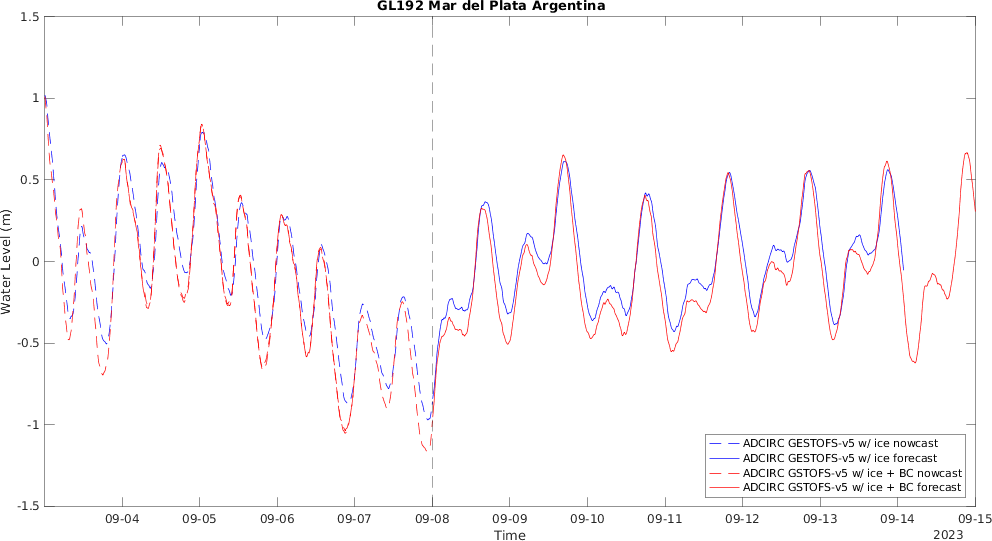 GL192 Mar del Plata Argentina
1.5
1
0.5
0
-0.5
-1
-1.5
Water Level (m)
09-04 09-05 09-06 09-07 09-08 09-09 09-10 09-11 09-12 09-13 09-14 09-15
Time
2023
ADCIRC GESTOFS-v5 w/ ice nowcast
ADCIRC GESTOFS-v5 w/ ice forecast
ADCIRC GSTOFS-v5 w/ ice + BC nowcast
ADCIRC GSTOFS-v5 w/ ice + BC forecast